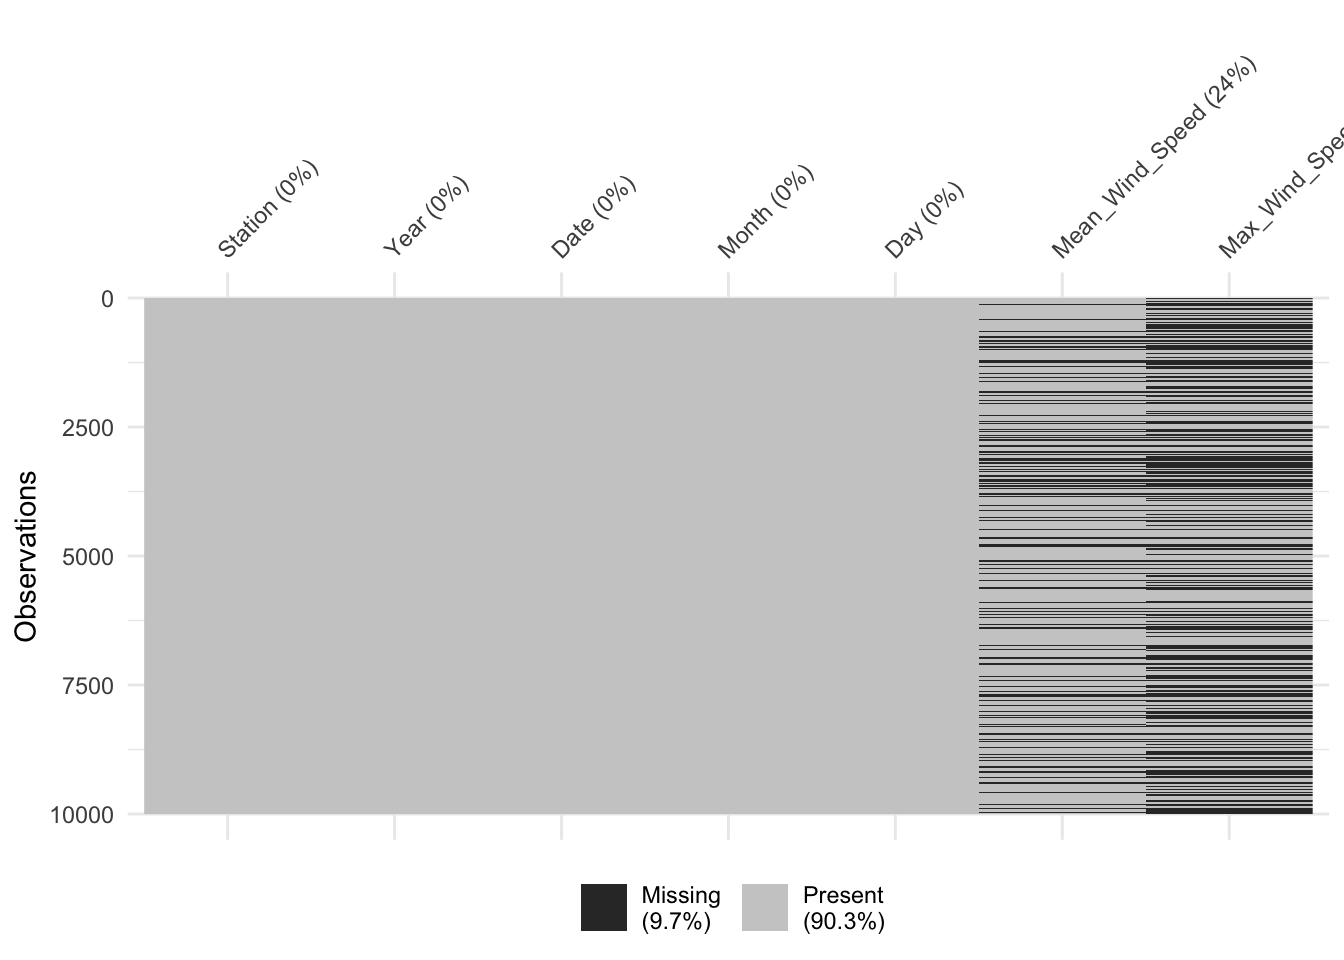 Station (0%)
Year (0%)
Date (0%)
Month (0%)
Day (0%)
Mean_Wind_Speed (24%)
Max_Wind_Spee
Observations
0
2500
5000
7500
10000
Missing
(9.7%)
Present
(90.3%)